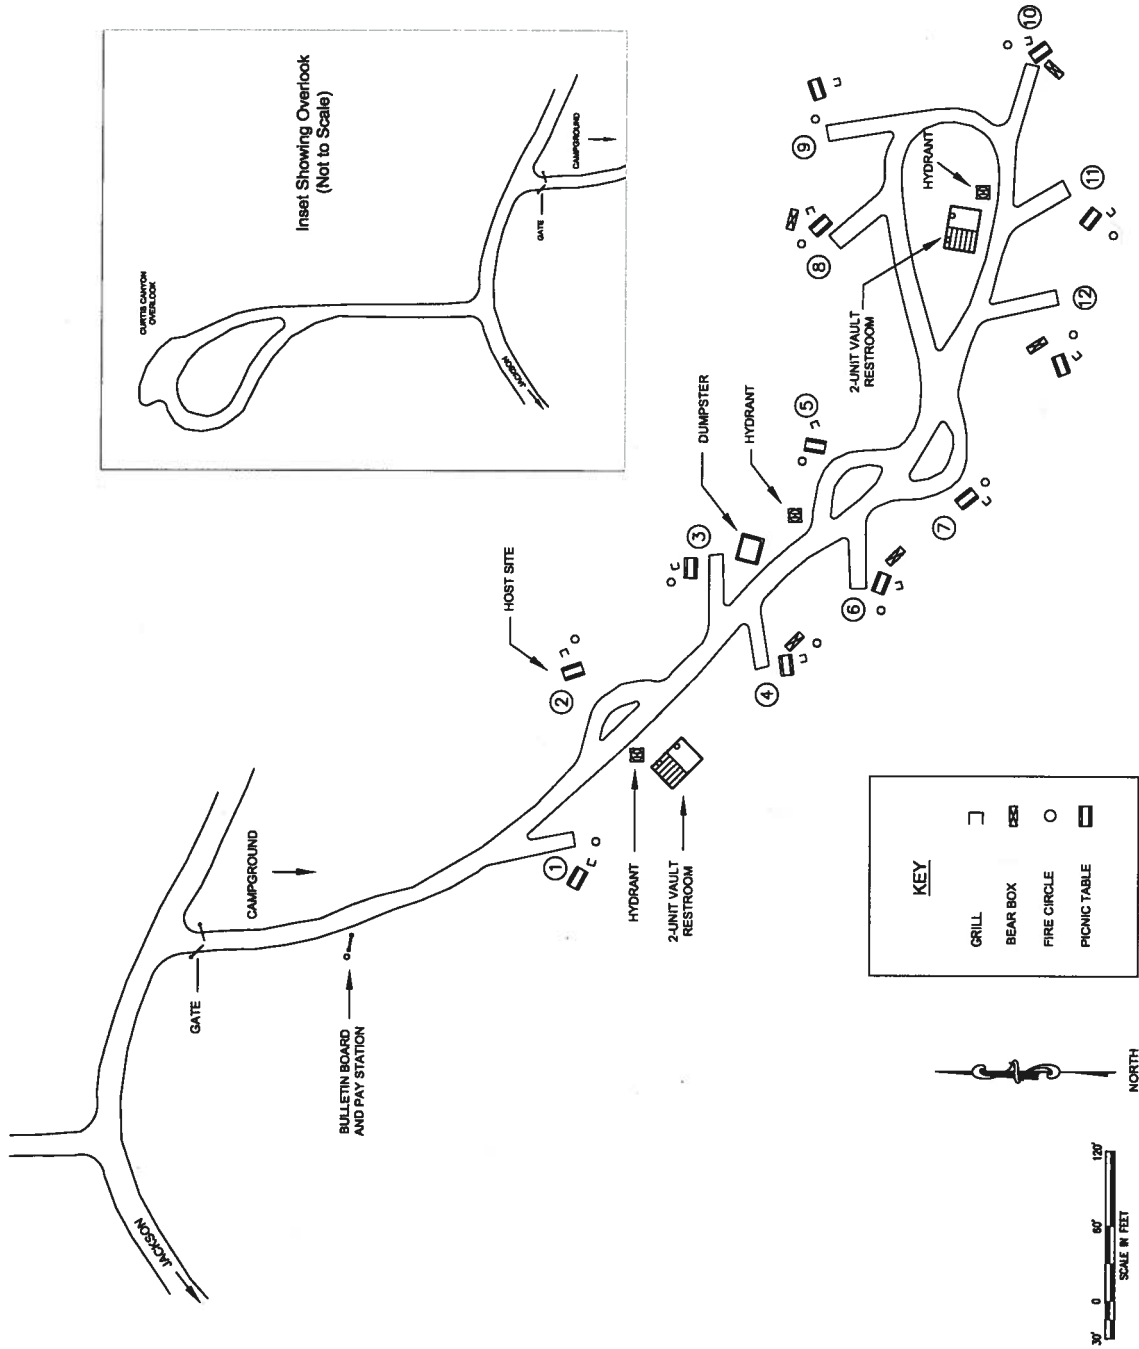 Inset Showing Overlook
(Not to Scale)
CURTIS CANYON
OVERLOOK
CAMPGROUND
GATE
JACKSON
10
9
HYDRANT
11
8
2-UNIT VAULT
RESTROOM
12
DUMPSTER
HYDRANT
5
7
3
HOST SITE
6
2
4
CAMPGROUND
1
HYDRANT
2-UNIT VAULT
RESTROOM
GATE
BULLETIN BOARD
AND PAY STATION
JACKSON
KEY
GRILL
BEAR BOX
FIRE CIRCLE
PICNIC TABLE
NORTH
30' 0 60' 120'
SCALE IN FEET